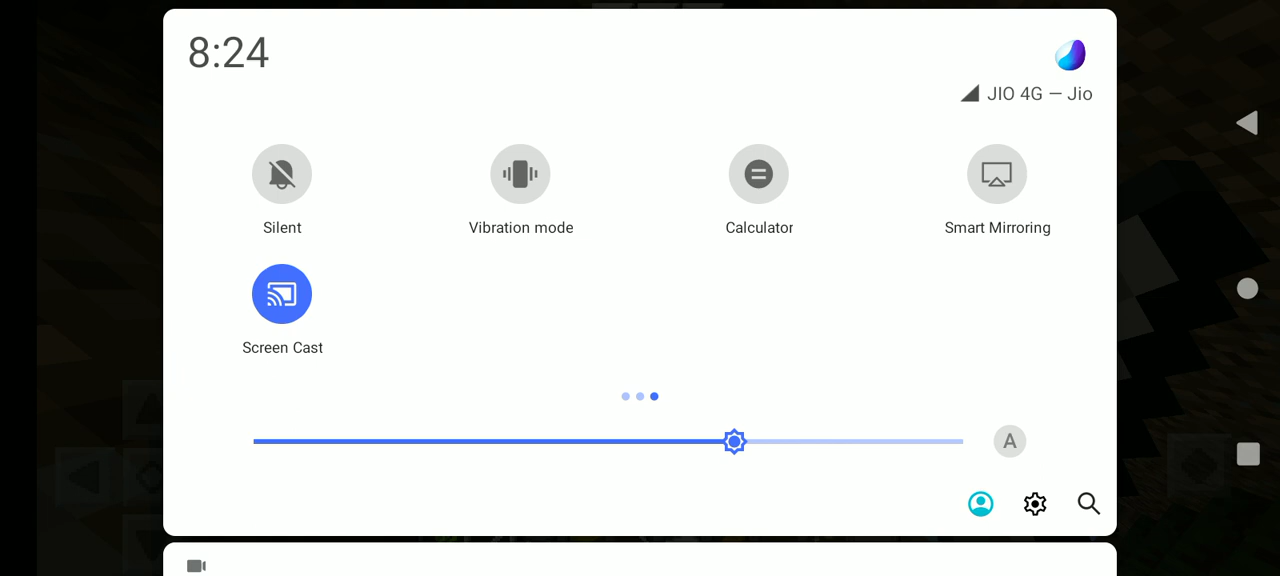 8:24
JIO 4G — Jio
Silent
Vibration mode
Calculator
Smart Mirroring
Screen Cast
A